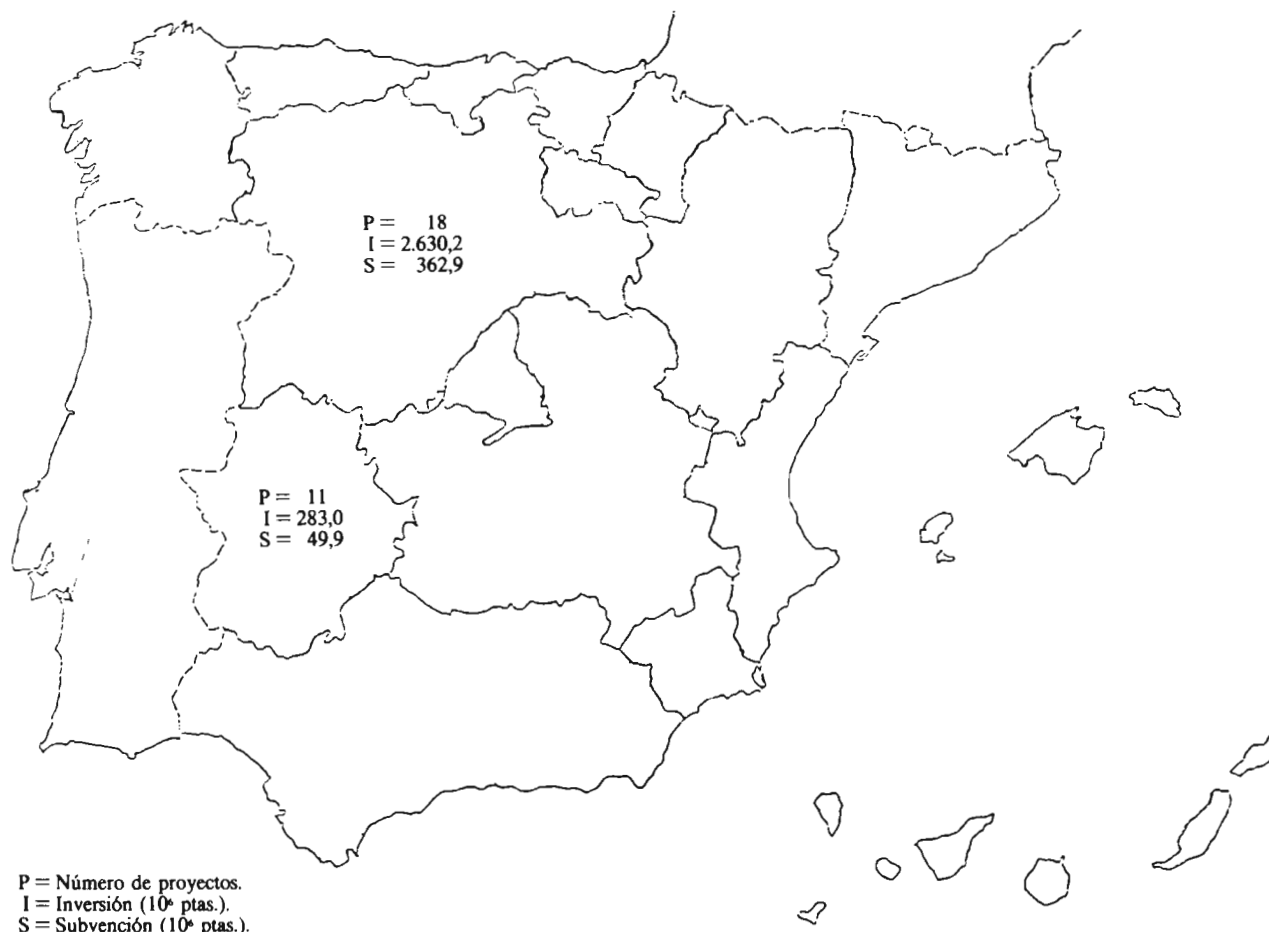 P = 18
I = 2.630,2
S = 362,9
P = 11
I = 283,0
S = 49,9
P = Número de proyectos.
I = Inversión (10⁶ ptas.).
S = Subvención (10⁶ ptas.).